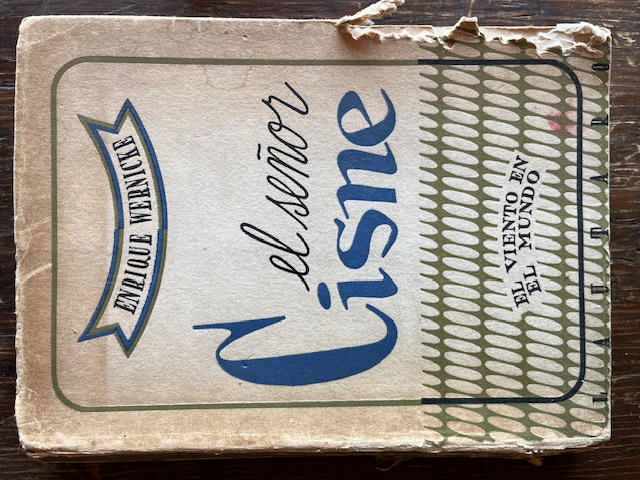 ENRIQUE WERNICKE
el señor
Cisne
EL VIENTO EN
EL MUNDO
LAUTARO